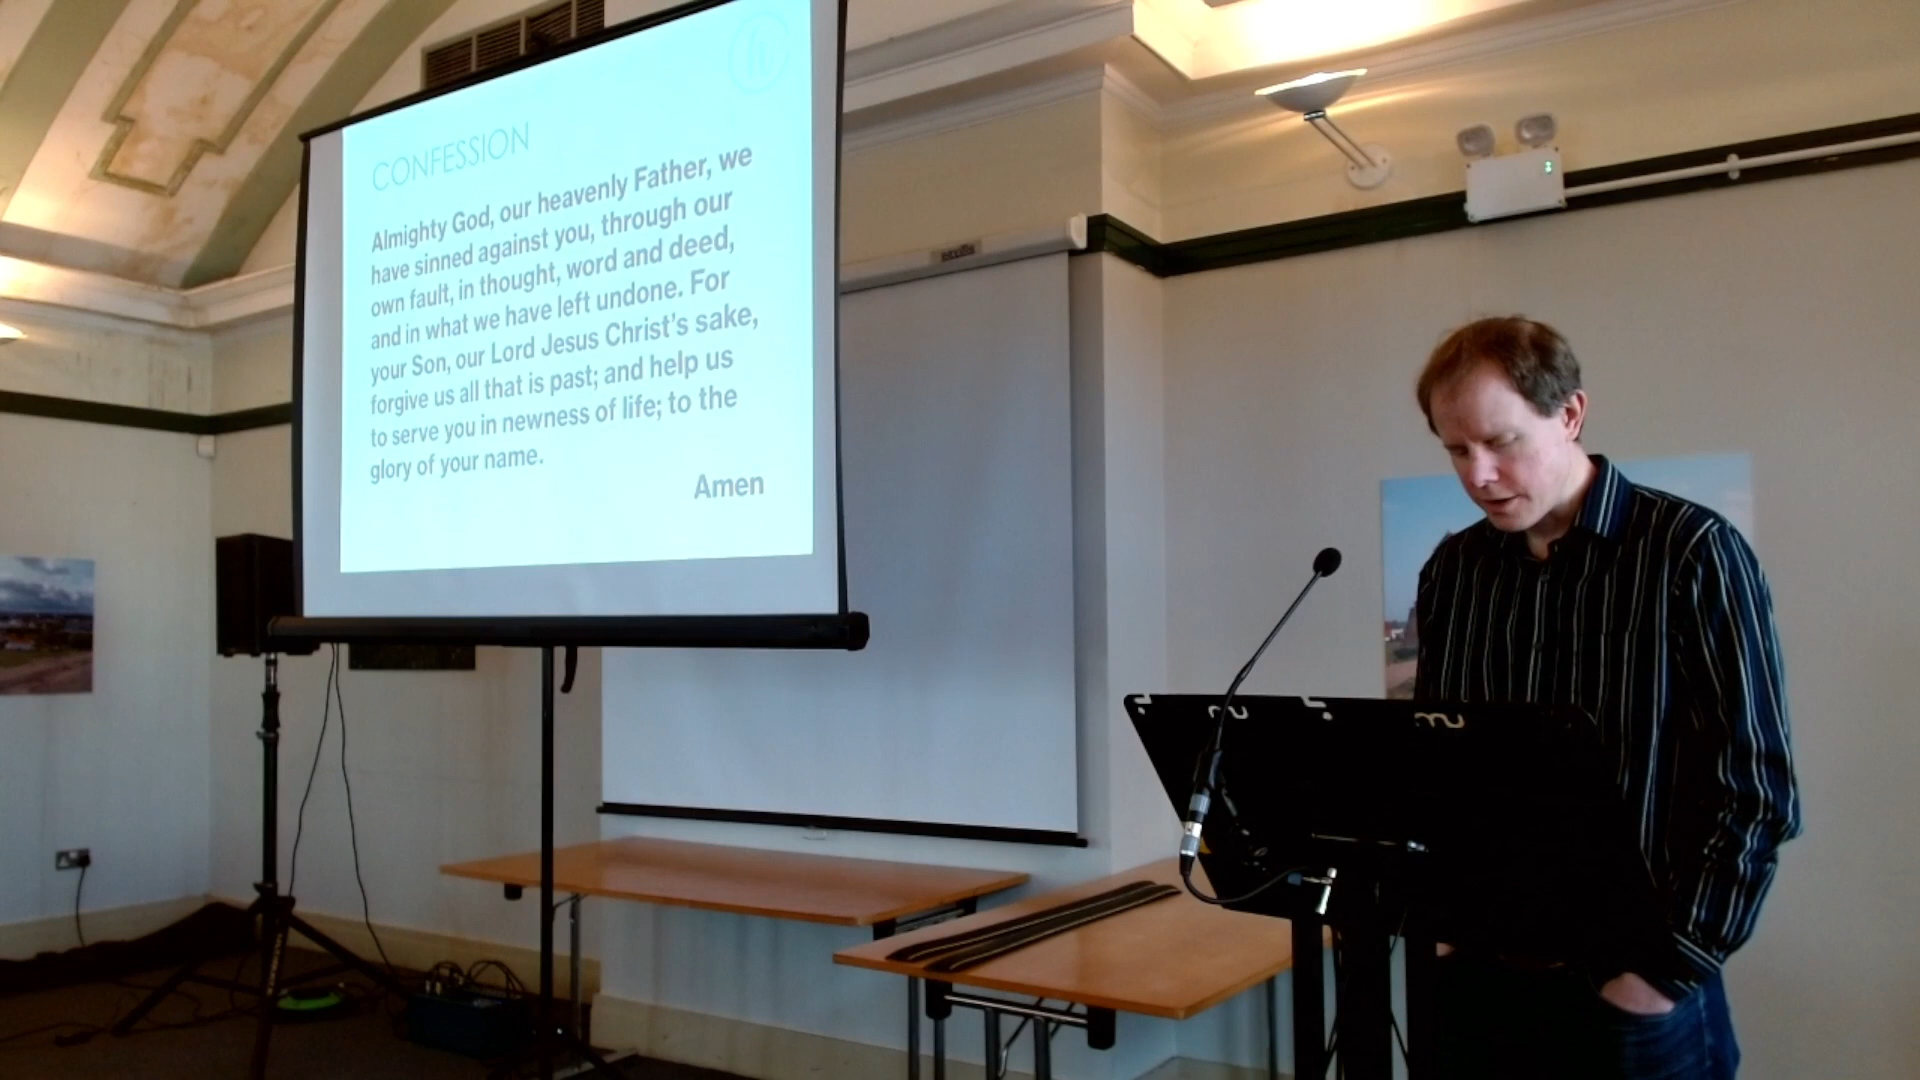 CONFESSION
Almighty God, our heavenly Father, we
have sinned against you, through our
own fault, in thought, word and deed,
and in what we have left undone. For
your Son, our Lord Jesus Christ's sake,
forgive us all that is past; and help us
to serve you in newness of life; to the
glory of your name.
Amen